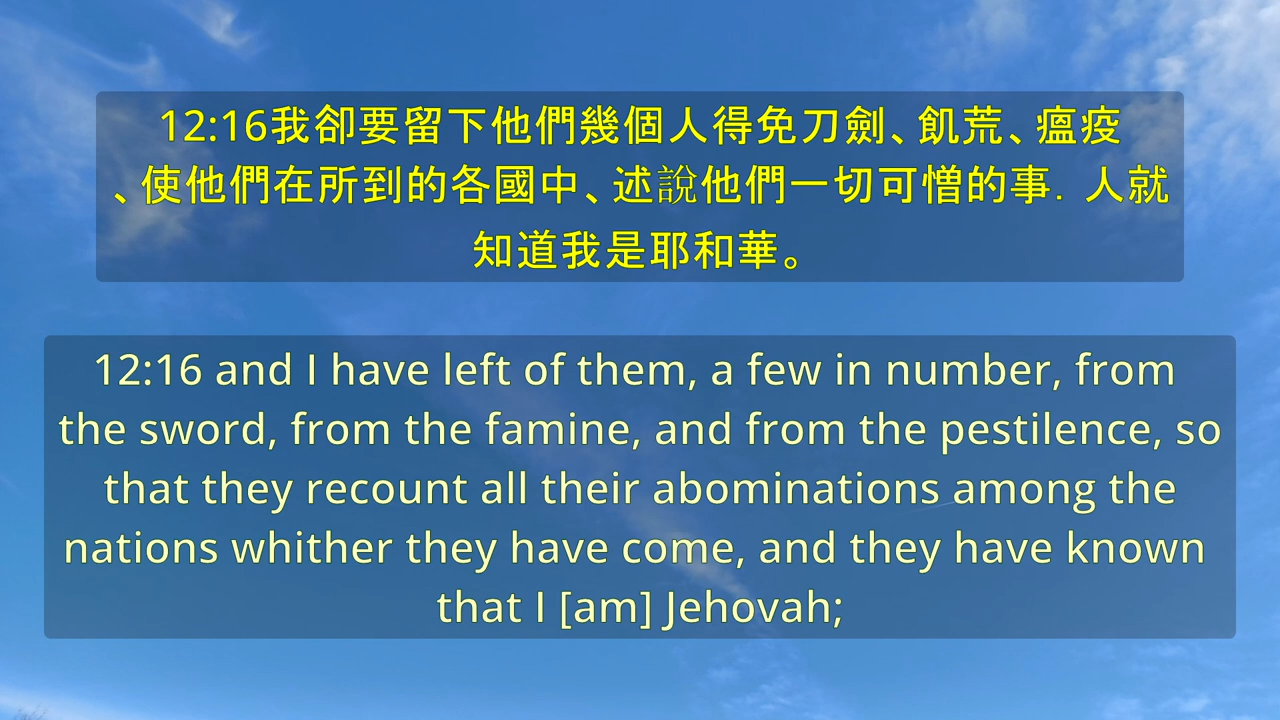 12:16我卻要留下他們幾個人得免刀劍、飢荒、瘟疫
、使他們在所到的各國中、述說他們一切可憎的事．人就
知道我是耶和華。
12:16 and I have left of them, a few in number, from
the sword, from the famine, and from the pestilence, so
that they recount all their abominations among the
nations whither they have come, and they have known
that I [am] Jehovah;